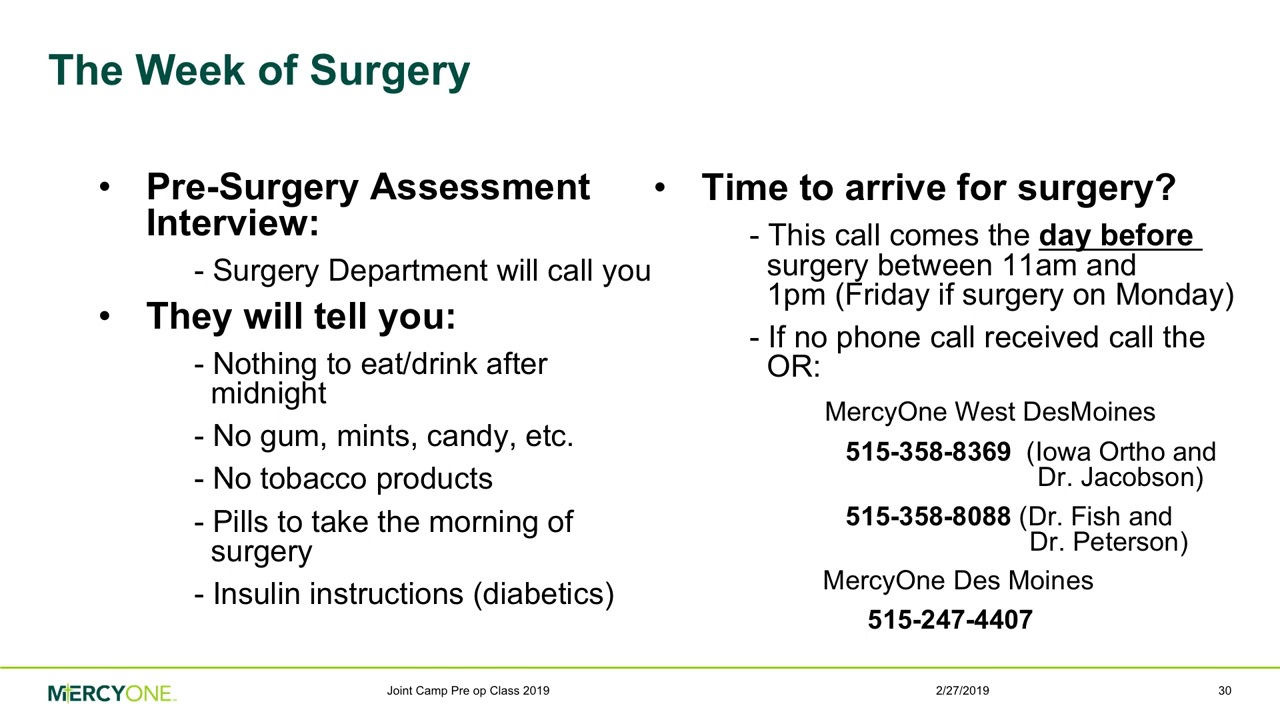 The Week of Surgery
• Pre-Surgery Assessment
Interview:
- Surgery Department will call you
• They will tell you:
- Nothing to eat/drink after
midnight
- No gum, mints, candy, etc.
- No tobacco products
- Pills to take the morning of
surgery
- Insulin instructions (diabetics)
• Time to arrive for surgery?
- This call comes the day before
surgery between 11am and
1pm (Friday if surgery on Monday)
- If no phone call received call the
OR:
MercyOne West DesMoines
515-358-8369 (Iowa Ortho and
Dr. Jacobson)
515-358-8088 (Dr. Fish and
Dr. Peterson)
MercyOne Des Moines
515-247-4407
MERCYONE
Joint Camp Pre op Class 2019
2/27/2019
30